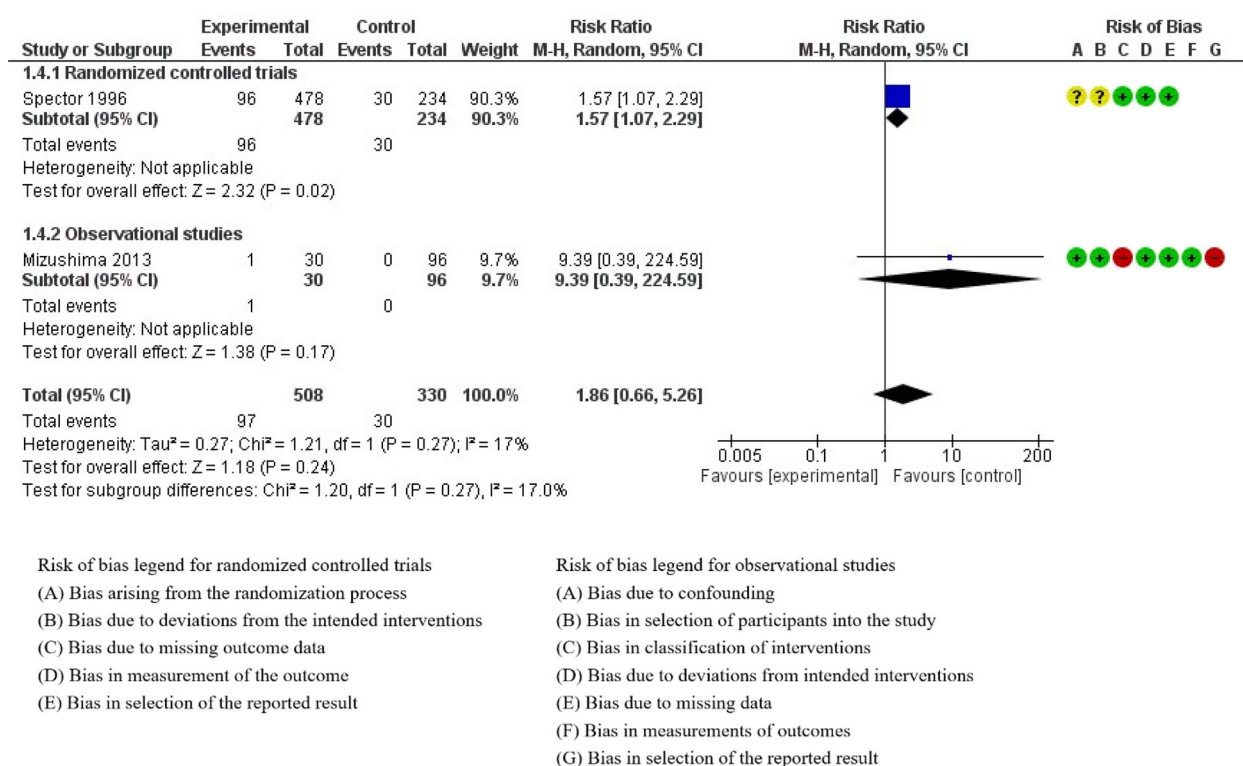 Experimental Control Risk Ratio Risk Ratio Risk of Bias
Study or Subgroup Events Total Events Total Weight M-H, Random, 95% CI M-H, Random, 95% CI A B C D E F G
1.4.1 Randomized controlled trials
Spector 1996 96 478 30 234 90.3% 1.57 [1.07, 2.29] ? ? + + +
Subtotal (95% CI) 478 234 90.3% 1.57 [1.07, 2.29]
Total events 96 30
Heterogeneity: Not applicable
Test for overall effect: Z = 2.32 (P = 0.02)
1.4.2 Observational studies
Mizushima 2013 1 30 0 96 9.7% 9.39 [0.39, 224.59] + + - + + + -
Subtotal (95% CI) 30 96 9.7% 9.39 [0.39, 224.59]
Total events 1 0
Heterogeneity: Not applicable
Test for overall effect: Z = 1.38 (P = 0.17)
Total (95% CI) 508 330 100.0% 1.86 [0.66, 5.26]
Total events 97 30
Heterogeneity: Tau² = 0.27; Chi² = 1.21, df = 1 (P = 0.27); I² = 17%
Test for overall effect: Z = 1.18 (P = 0.24)
Test for subgroup differences: Chi² = 1.20, df = 1 (P = 0.27), I² = 17.0%
0.005 0.1 1 10 200
Favours [experimental] Favours [control]
Risk of bias legend for randomized controlled trials
(A) Bias arising from the randomization process
(B) Bias due to deviations from the intended interventions
(C) Bias due to missing outcome data
(D) Bias in measurement of the outcome
(E) Bias in selection of the reported result
Risk of bias legend for observational studies
(A) Bias due to confounding
(B) Bias in selection of participants into the study
(C) Bias in classification of interventions
(D) Bias due to deviations from intended interventions
(E) Bias due to missing data
(F) Bias in measurements of outcomes
(G) Bias in selection of the reported result